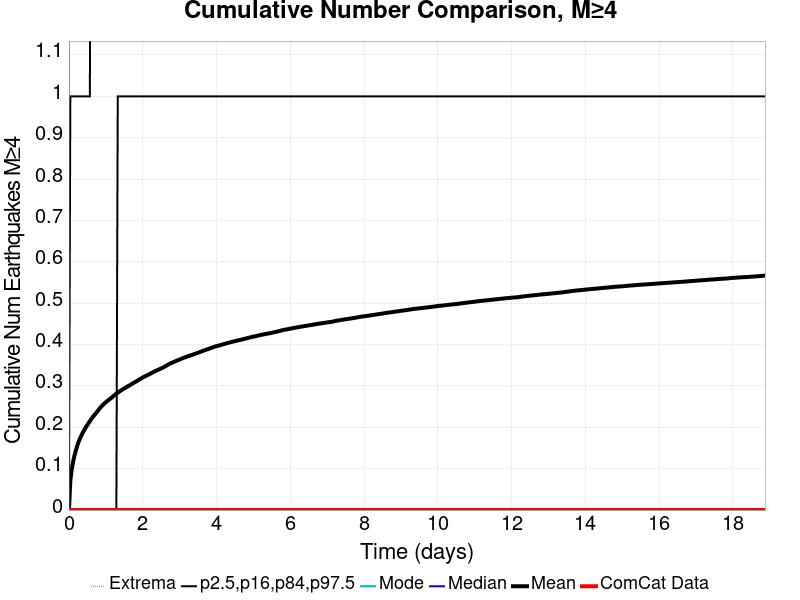 Cumulative Number Comparison, M≥4
Cumulative Num Earthquakes M≥4
1.1
1
0.9
0.8
0.7
0.6
0.5
0.4
0.3
0.2
0.1
0
0 2 4 6 8 10 12 14 16 18
Time (days)
Extrema p2.5,p16,p84,p97.5 Mode Median Mean ComCat Data